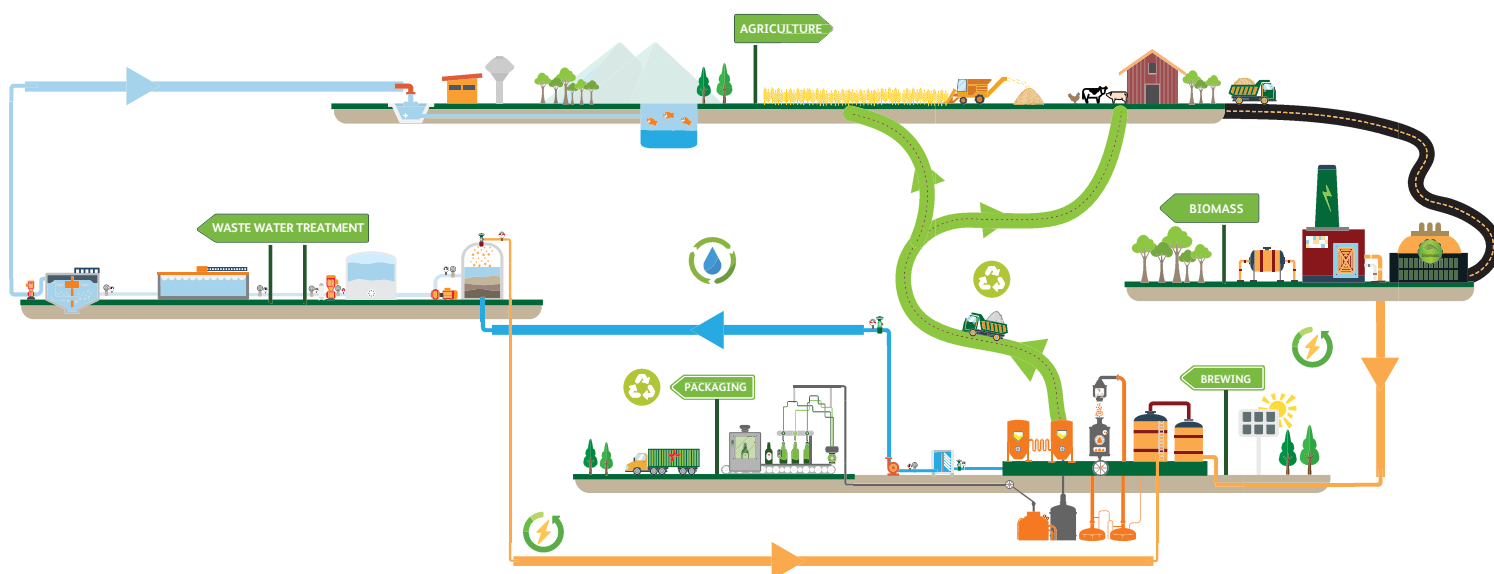 AGRICULTURE
WASTE WATER TREATMENT
BIOMASS
PACKAGING
BREWING